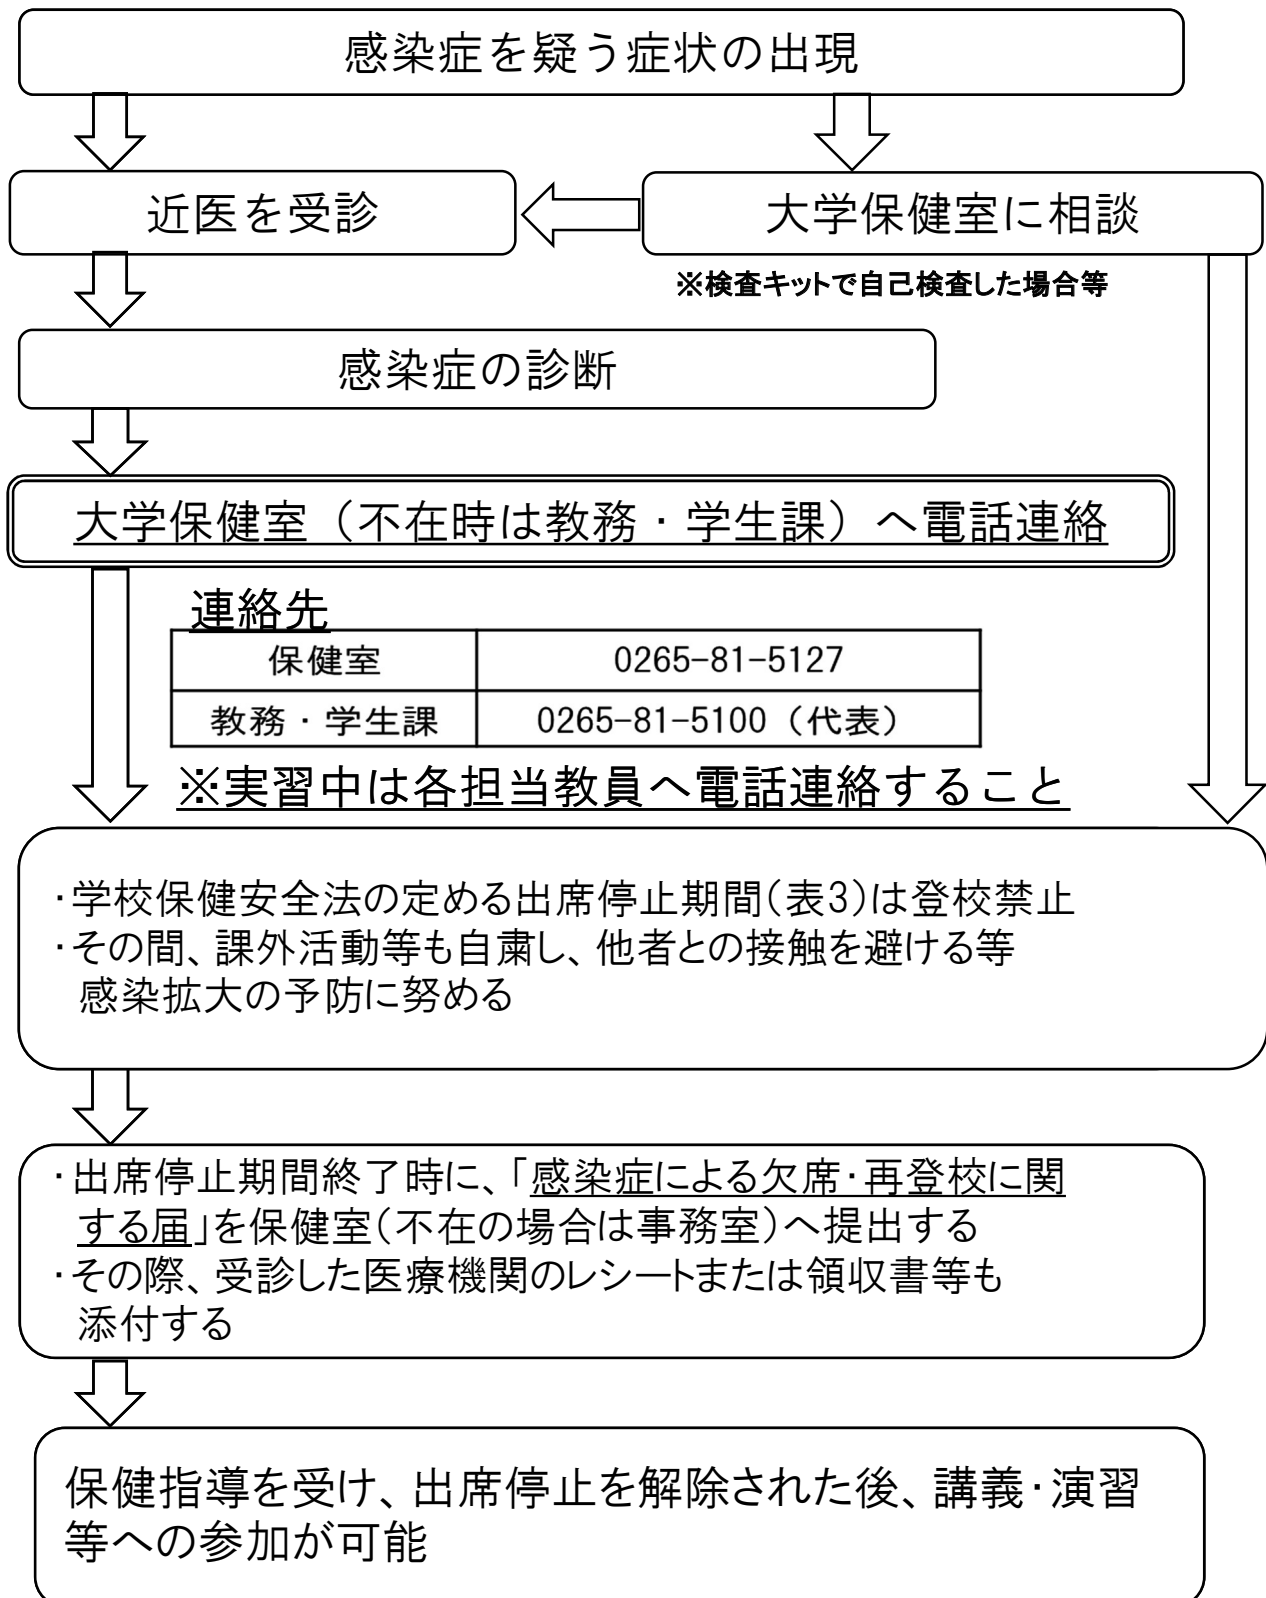 感染症を疑う症状の出現
近医を受診
大学保健室に相談
※検査キットで自己検査した場合等
感染症の診断
大学保健室（不在時は教務・学生課）へ電話連絡
連絡先
保健室 0265-81-5127
教務・学生課 0265-81-5100（代表）
※実習中は各担当教員へ電話連絡すること
・学校保健安全法の定める出席停止期間(表3)は登校禁止
・その間、課外活動等も自粛し、他者との接触を避ける等
感染拡大の予防に努める
・出席停止期間終了時に、「感染症による欠席・再登校に関
する届」を保健室(不在の場合は事務室)へ提出する
・その際、受診した医療機関のレシートまたは領収書等も
添付する
保健指導を受け、出席停止を解除された後、講義・演習
等への参加が可能